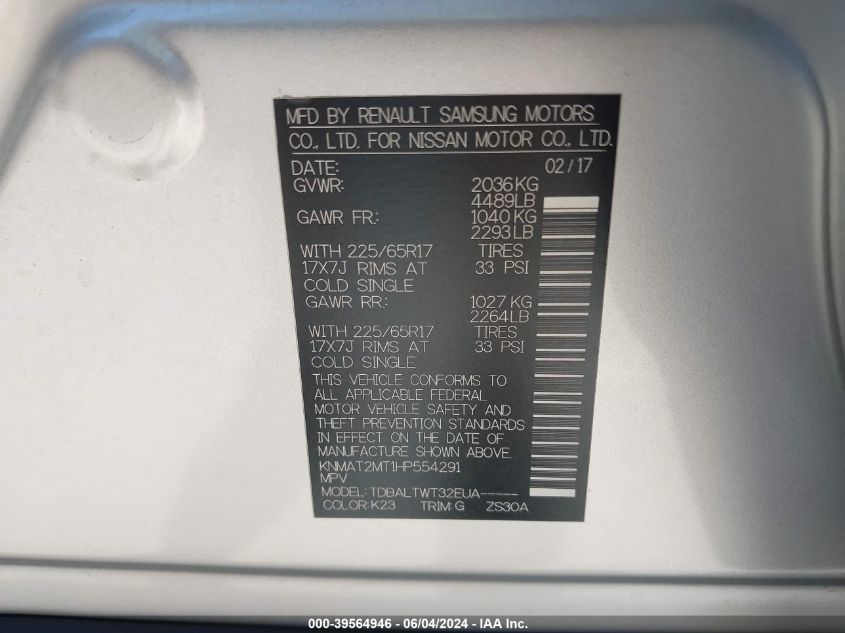 MFD BY RENAULT SAMSUNG MOTORS
CO., LTD. FOR NISSAN MOTOR CO., LTD.
DATE: 02/17
GVWR: 2036KG
4489LB
GAWR FR: 1040KG
2293LB
WITH 225/65R17 TIRES
17X7J RIMS AT 33 PSI
COLD SINGLE
GAWR RR: 1027 KG
2264LB
WITH 225/65R17 TIRES
17X7J RIMS AT 33 PSI
COLD SINGLE
THIS VEHICLE CONFORMS TO
ALL APPLICABLE FEDERAL
MOTOR VEHICLE SAFETY AND
THEFT PREVENTION STANDARDS
IN EFFECT ON THE DATE OF
MANUFACTURE SHOWN ABOVE.
KNMAT2MT1HP554291
MPV
MODEL: TDBALTWT32EUA-----
COLOR:K23 TRIM:G ZS30A
000-39564946 - 06/04/2024 - IAA Inc.